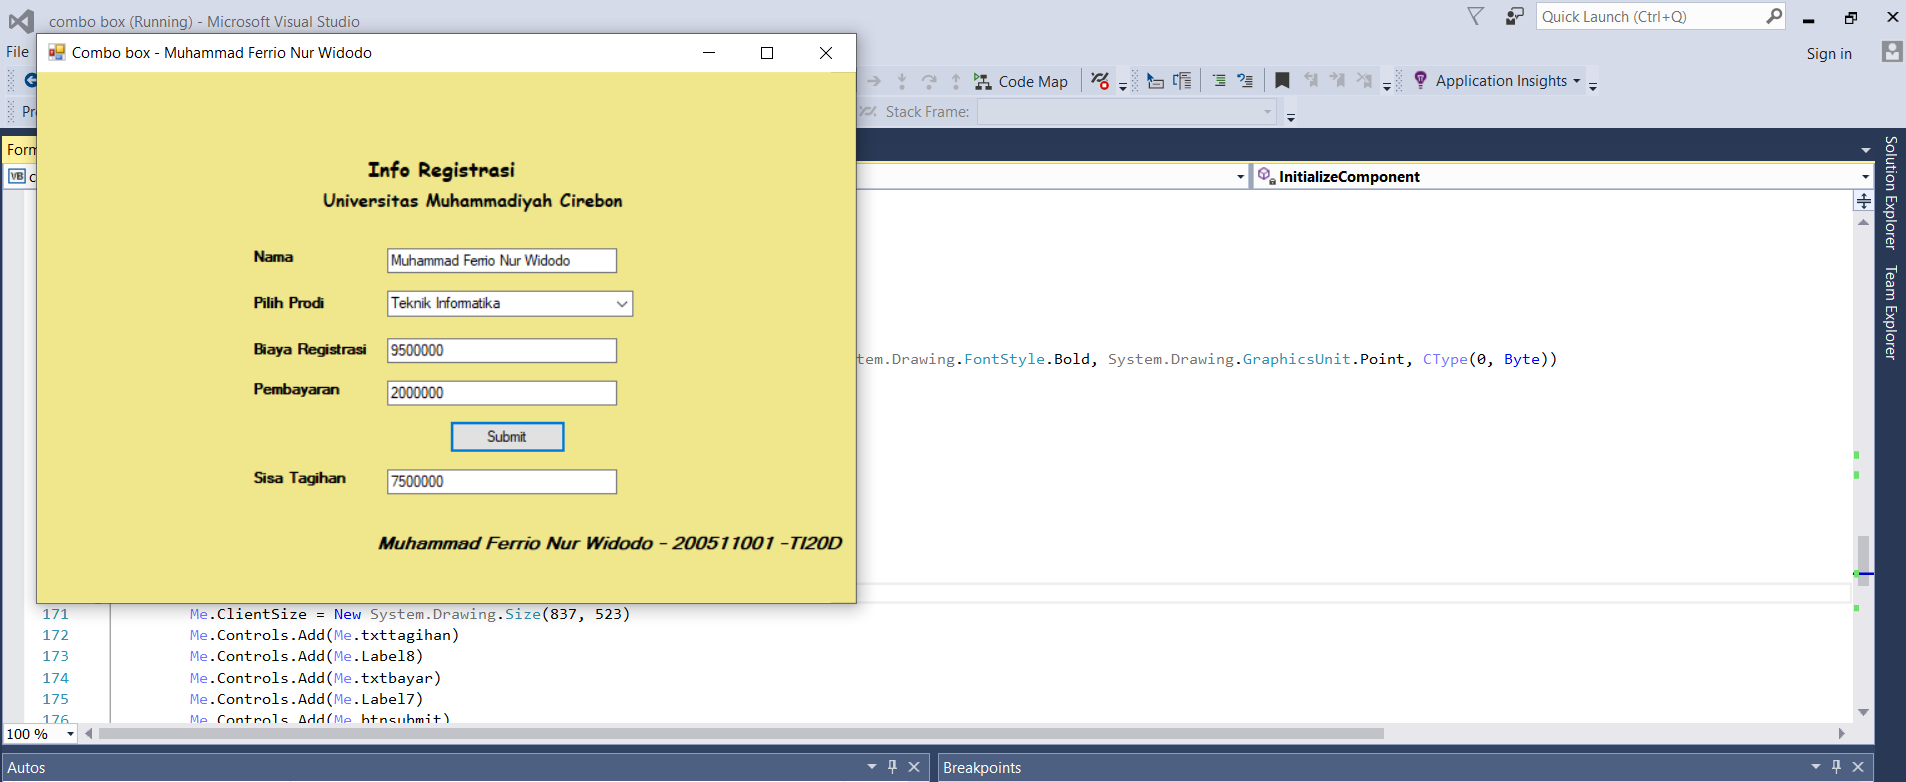 combo box (Running) - Microsoft Visual Studio
Quick Launch (Ctrl+Q)
File
Sign in
Combo box - Muhammad Ferrio Nur Widodo
Code Map
Application Insights
Stack Frame:
InitializeComponent
Solution Explorer
Team Explorer
Info Registrasi
Universitas Muhammadiyah Cirebon
Nama
Muhammad Ferrio Nur Widodo
Pilih Prodi
Teknik Informatika
Biaya Registrasi
9500000
tem.Drawing.FontStyle.Bold, System.Drawing.GraphicsUnit.Point, CType(0, Byte))
Pembayaran
2000000
Submit
Sisa Tagihan
7500000
Muhammad Ferrio Nur Widodo - 200511001 -TI20D
171 Me.ClientSize = New System.Drawing.Size(837, 523)
172 Me.Controls.Add(Me.txttagihan)
173 Me.Controls.Add(Me.Label8)
174 Me.Controls.Add(Me.txtbayar)
175 Me.Controls.Add(Me.Label7)
176 Me.Controls.Add(Me.btnsubmit)
100 %
Autos
Breakpoints